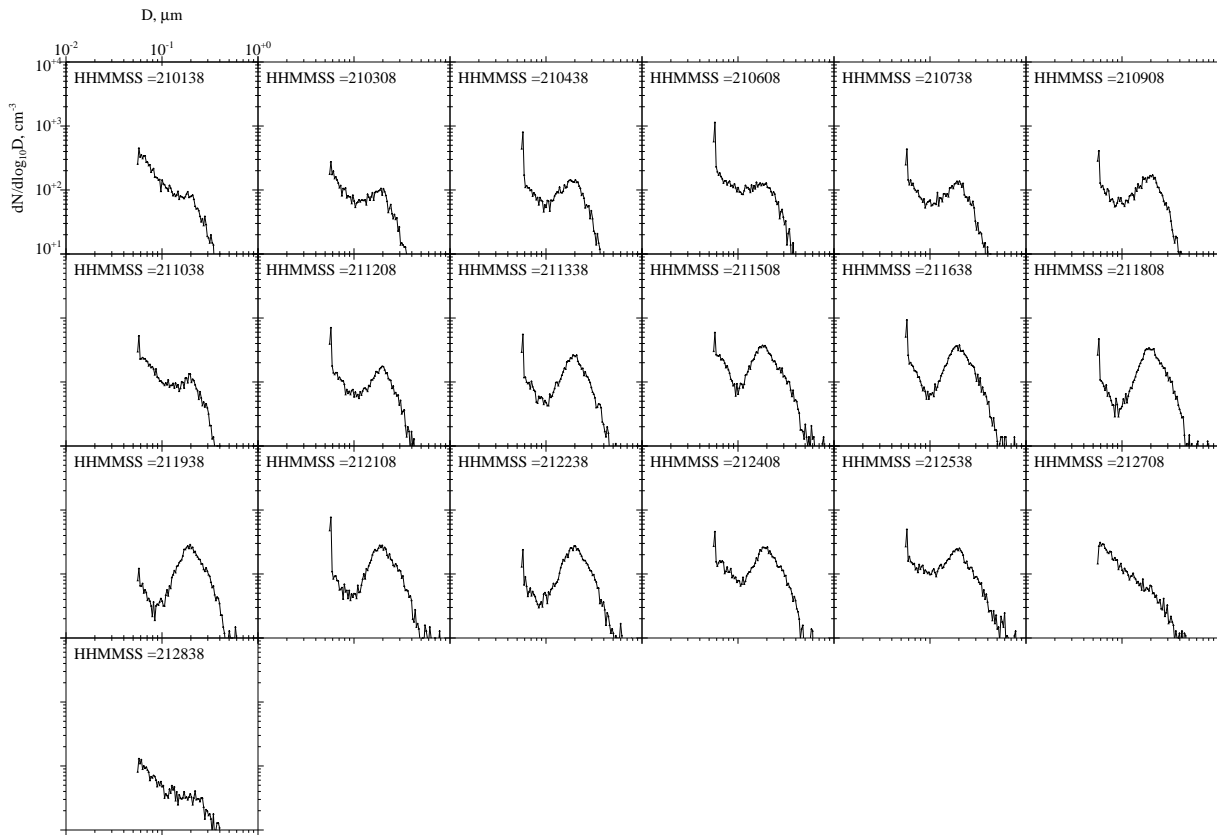 D, μm
10⁻² 10⁻¹ 10⁺⁰
dN/dlog₁₀D, cm⁻³
10⁺⁴
10⁺³
10⁺²
10⁺¹
HHMMSS =210138 HHMMSS =210308 HHMMSS =210438 HHMMSS =210608 HHMMSS =210738 HHMMSS =210908
HHMMSS =211038 HHMMSS =211208 HHMMSS =211338 HHMMSS =211508 HHMMSS =211638 HHMMSS =211808
HHMMSS =211938 HHMMSS =212108 HHMMSS =212238 HHMMSS =212408 HHMMSS =212538 HHMMSS =212708
HHMMSS =212838